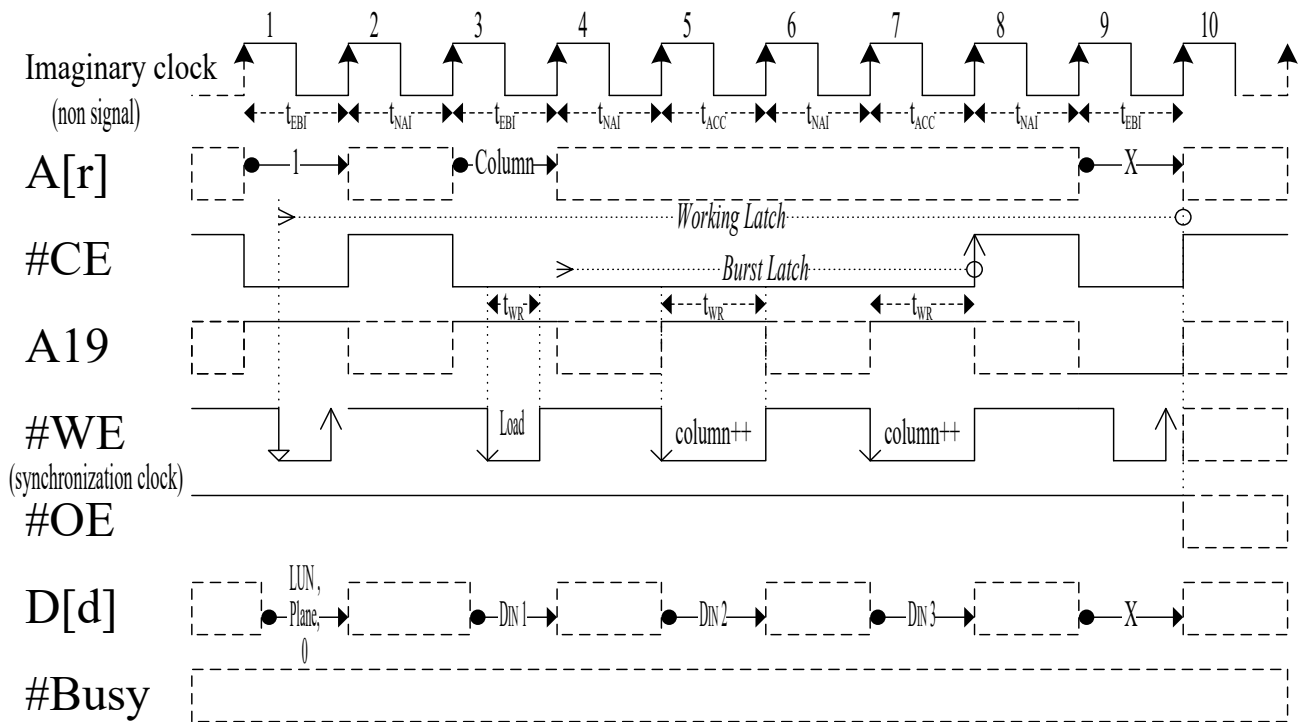 1 2 3 4 5 6 7 8 9 10
Imaginary clock
(non signal)
tEBI tNAI tEBI tNAI tACC tNAI tACC tNAI tEBI
A[r]
1 Column X
Working Latch
#CE
Burst Latch
tWR tWR tWR
A19
#WE
Load column++ column++
(synchronization clock)
#OE
D[d]
LUN ,
Plane,
0
DIN 1 DIN 2 DIN 3 X
#Busy